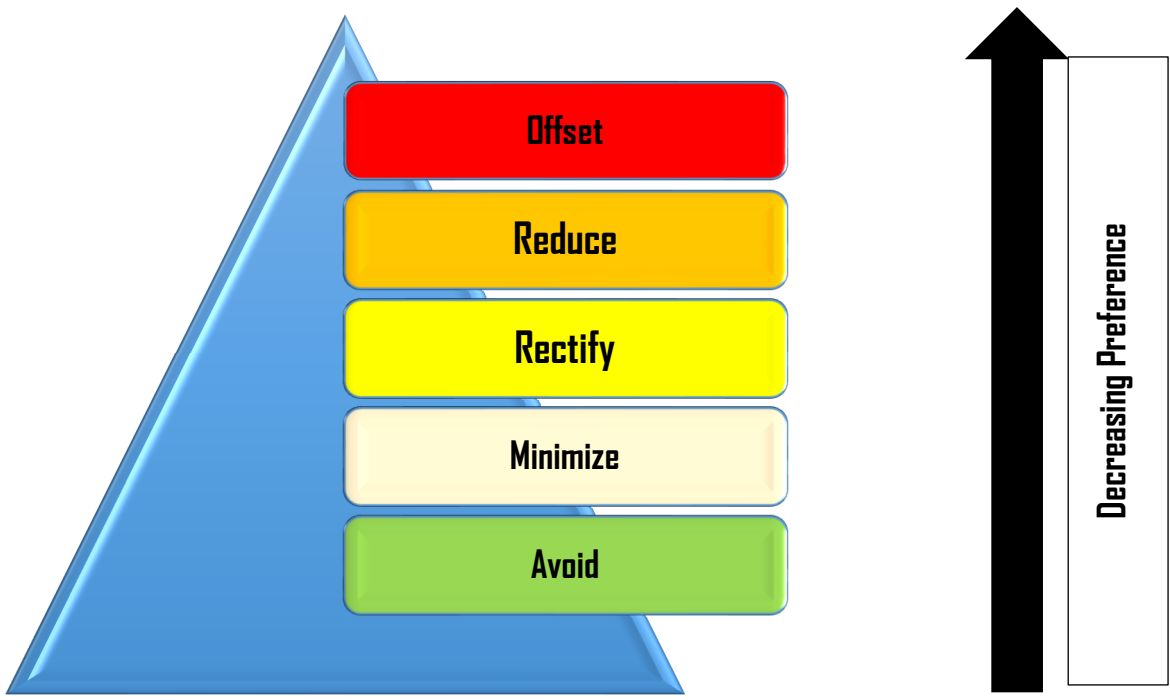 Offset
Reduce
Rectify
Minimize
Avoid
Decreasing Preference